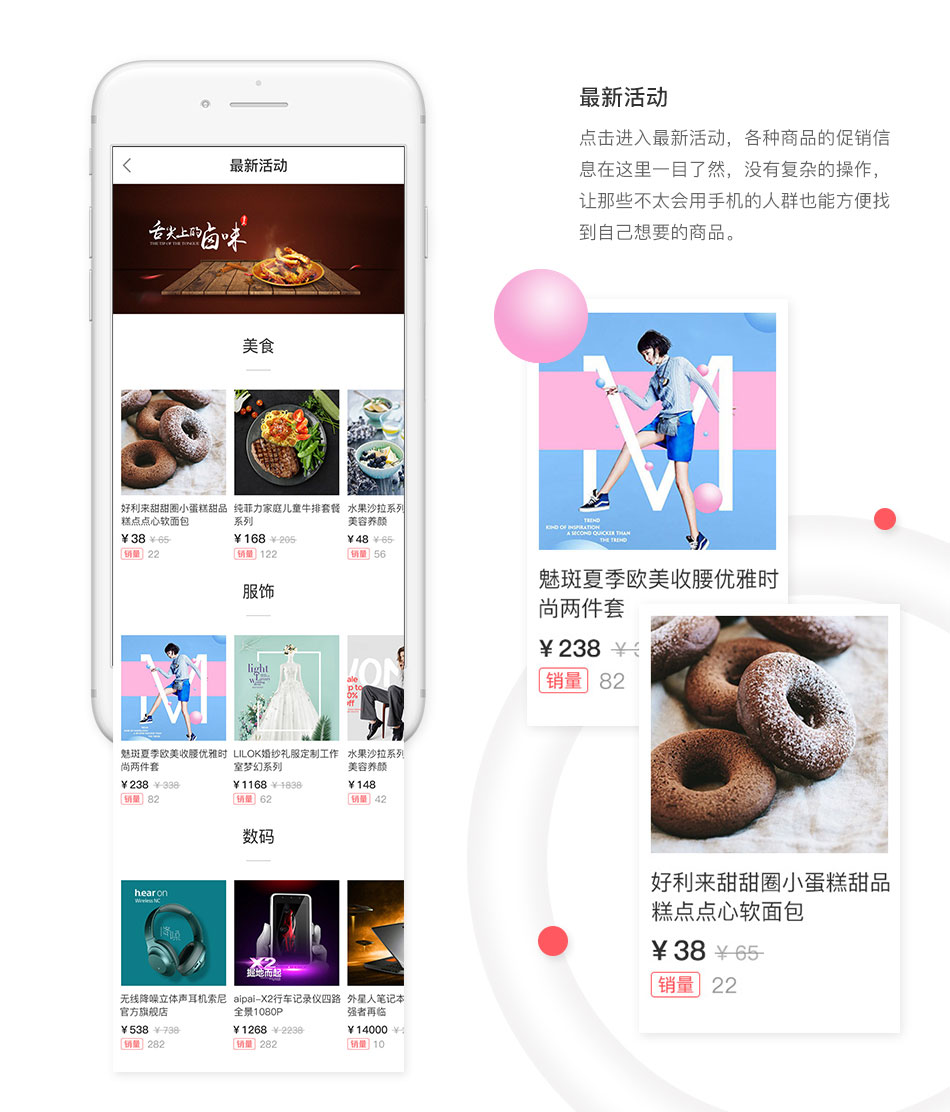 最新活动
点击进入最新活动，各种商品的促销信
息在这里一目了然，没有复杂的操作，
让那些不太会用手机的人群也能方便找
到自己想要的商品。
最新活动
舌尖上的卤味
THE TIP OF THE TONGUE
美食
好利来甜甜圈小蛋糕甜品
糕点点心软面包
¥ 38 ¥ 65
销量 22
纯菲力家庭儿童牛排套餐
系列
¥ 168 ¥ 205
销量 122
水果沙拉系列
美容养颜
¥ 48 ¥ 65
销量 56
服饰
M
魅斑夏季欧美收腰优雅时
尚两件套
¥ 238 ¥ 338
销量 82
light
LILOK婚纱礼服定制工作
室梦幻系列
¥ 1168 ¥ 1838
销量 62
水果沙拉系列
美容养颜
¥ 148
销量 42
数码
h.ear on
Wireless NC
无线降噪立体声耳机索尼
官方旗舰店
¥ 538 ¥ 738
销量 282
X2
掘地而起
aipai-X2行车记录仪四路
全景1080P
¥ 1268 ¥ 2238
销量 282
外星人笔记本
强者再临
¥ 14000
销量 10
M
TREND
KIND OF INSPIRATION
A SECOND QUICKER THAN
THE TREND
魅斑夏季欧美收腰优雅时
尚两件套
¥ 238
销量 82
好利来甜甜圈小蛋糕甜品
糕点点心软面包
¥ 38 ¥ 65
销量 22